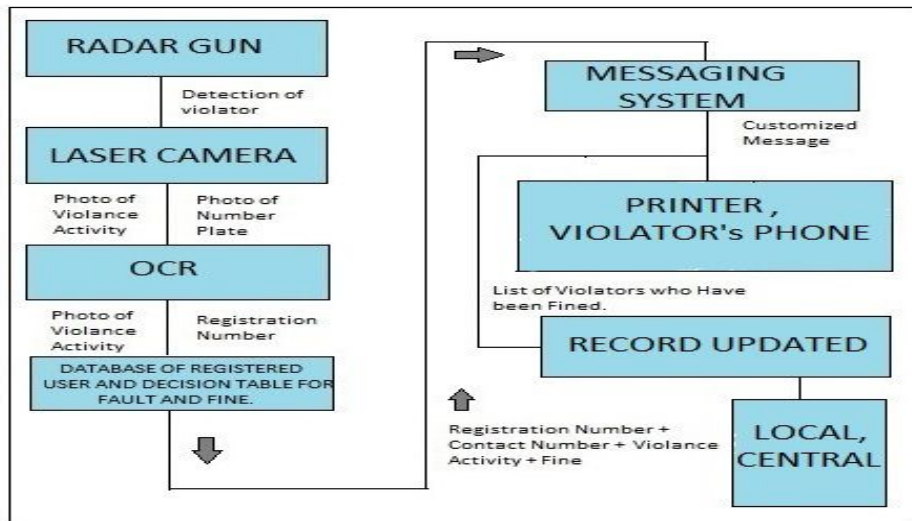 RADAR GUN
Detection of
violator
LASER CAMERA
Photo of
Violance
Activity
Photo of
Number
Plate
OCR
Photo of
Violance
Activity
Registration
Number
DATABASE OF REGISTERED
USER AND DECISION TABLE FOR
FAULT AND FINE.
MESSAGING
SYSTEM
Customized
Message
PRINTER ,
VIOLATOR's PHONE
List of Violators who Have
been Fined.
RECORD UPDATED
Registration Number +
Contact Number + Violance
Activity + Fine
LOCAL,
CENTRAL